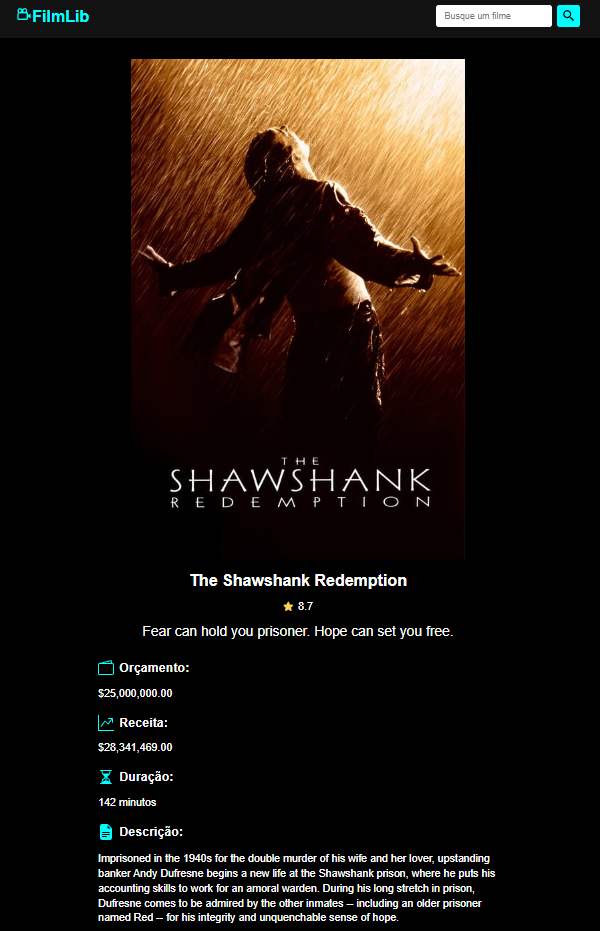 FilmLib
Busque um filme
THE
SHAWSHANK
REDEMPTION
The Shawshank Redemption
8.7
Fear can hold you prisoner. Hope can set you free.
Orçamento:
$25,000,000.00
Receita:
$28,341,469.00
Duração:
142 minutos
Descrição:
Imprisoned in the 1940s for the double murder of his wife and her lover, upstanding
banker Andy Dufresne begins a new life at the Shawshank prison, where he puts his
accounting skills to work for an amoral warden. During his long stretch in prison,
Dufresne comes to be admired by the other inmates -- including an older prisoner
named Red -- for his integrity and unquenchable sense of hope.